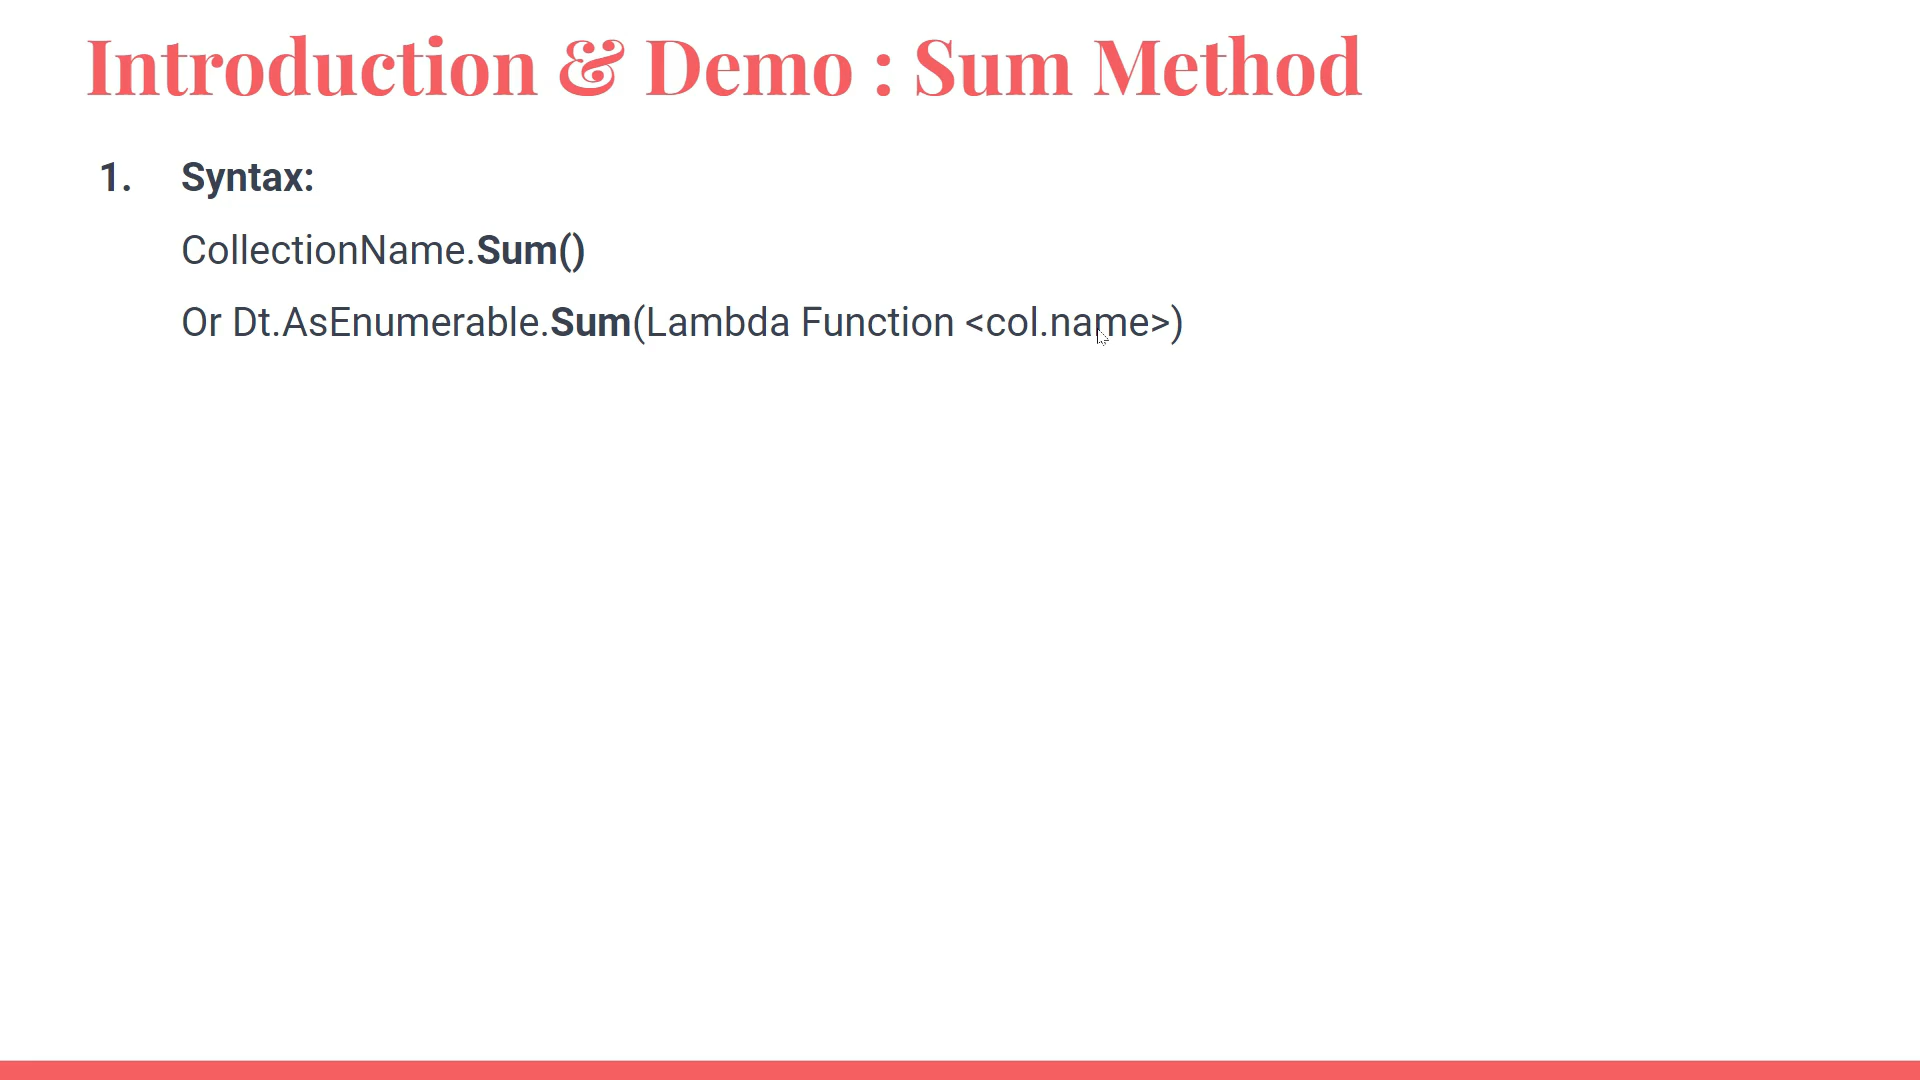 Introduction & Demo : Sum Method
1. Syntax:
CollectionName.Sum()
Or Dt.AsEnumerable.Sum(Lambda Function <col.name>)